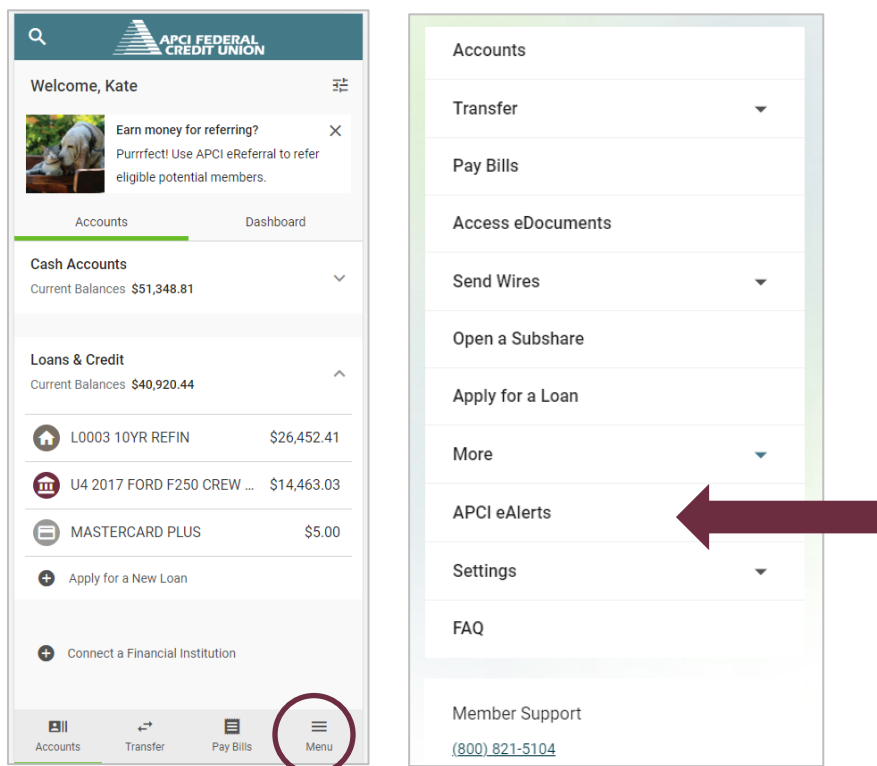 APCI FEDERAL
CREDIT UNION
Welcome, Kate
Earn money for referring?
Purrrfect! Use APCI eReferral to refer
eligible potential members.
Accounts
Dashboard
Cash Accounts
Current Balances $51,348.81
Loans & Credit
Current Balances $40,920.44
L0003 10YR REFIN $26,452.41
U4 2017 FORD F250 CREW ... $14,463.03
MASTERCARD PLUS $5.00
Apply for a New Loan
Connect a Financial Institution
Accounts
Transfer
Pay Bills
Menu
Accounts
Transfer
Pay Bills
Access eDocuments
Send Wires
Open a Subshare
Apply for a Loan
More
APCI eAlerts
Settings
FAQ
Member Support
(800) 821-5104